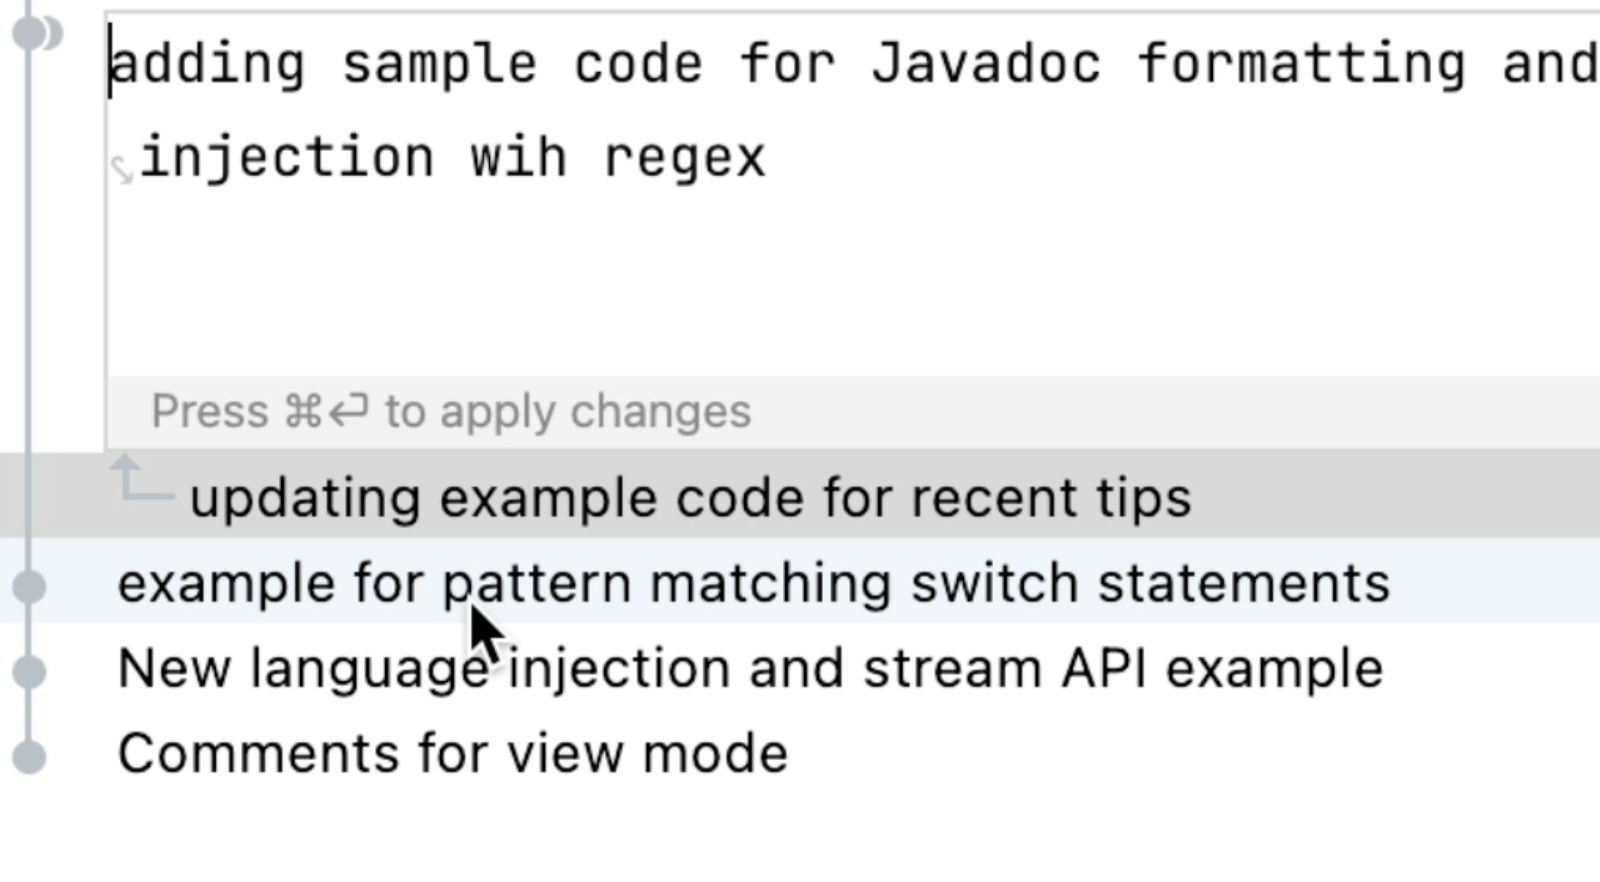 adding sample code for Javadoc formatting and
injection wih regex
Press ⌘↩ to apply changes
updating example code for recent tips
example for pattern matching switch statements
New language injection and stream API example
Comments for view mode